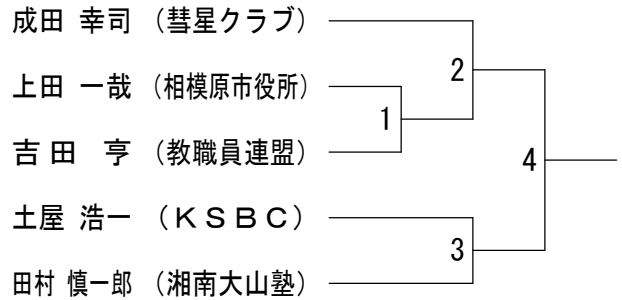 成田 幸司 （彗星クラブ）
2
上田 一哉 （相模原市役所）
1
吉田 亨 （教職員連盟）
4
土屋 浩一 （ＫＳＢＣ）
3
田村 慎一郎 （湘南大山塾）